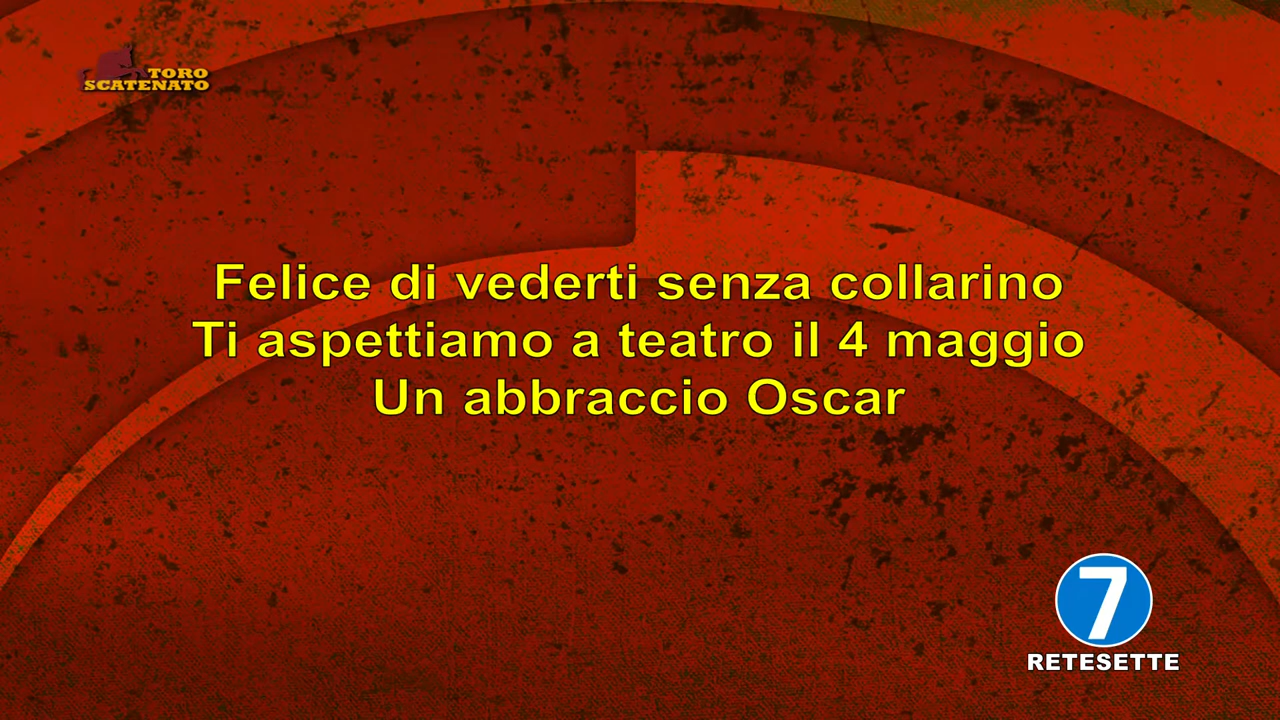 TORO
SCATENATO
Felice di vederti senza collarino
Ti aspettiamo a teatro il 4 maggio
Un abbraccio Oscar
7
RETESETTE